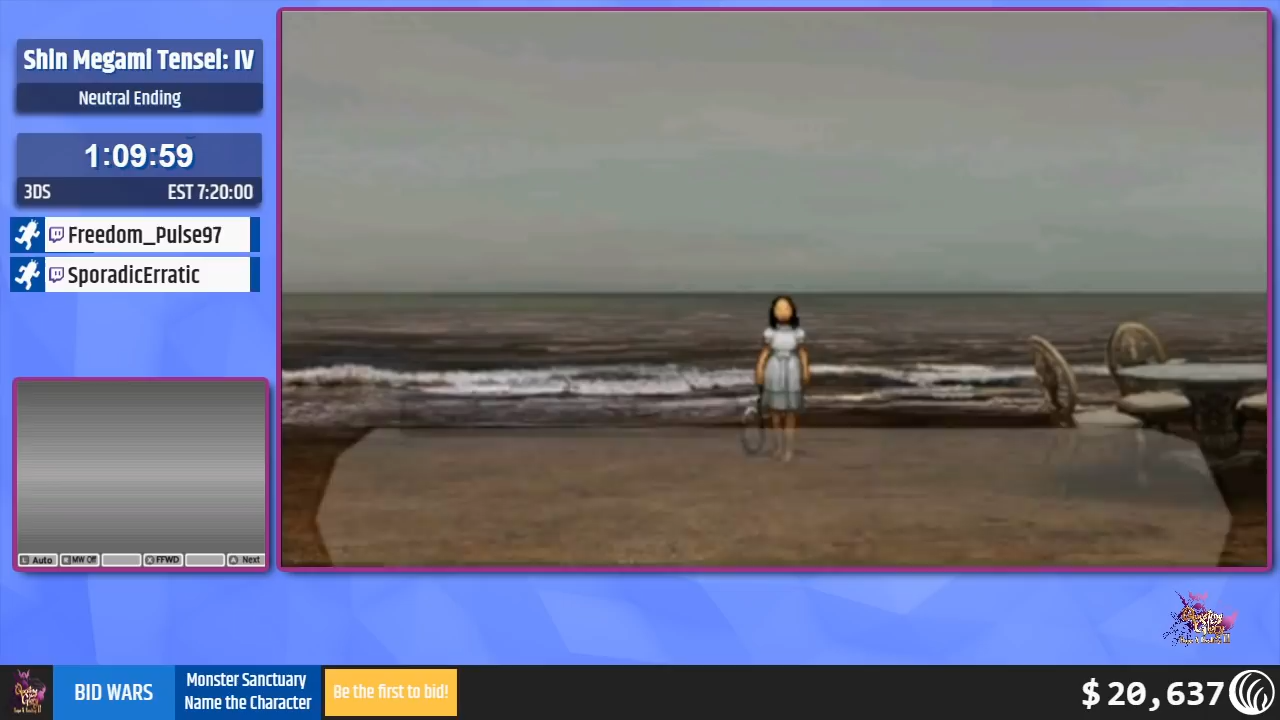 Shin Megami Tensei: IV
Neutral Ending
1:09:59
3DS EST 7:20:00
Freedom_Pulse97
SporadicErratic
L Auto R MW Off X FFWD A Next
BID WARS
Monster Sanctuary
Name the Character
Be the first to bid!
$20,637